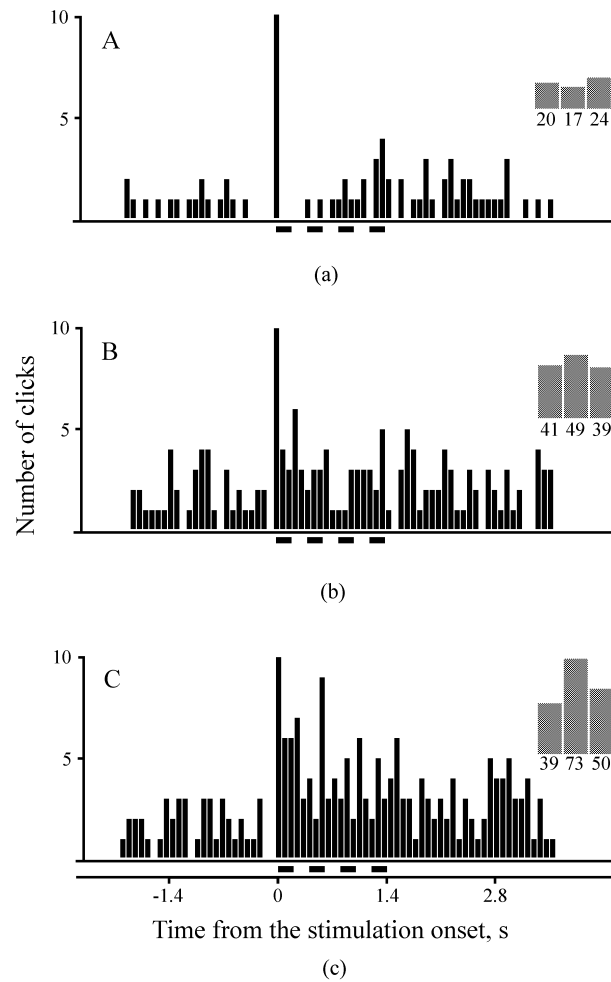 10
A
5
20 17 24
(a)
10
B
5
41 49 39
(b)
Number of clicks
10
C
5
39 73 50
-1.4 0 1.4 2.8
Time from the stimulation onset, s
(c)